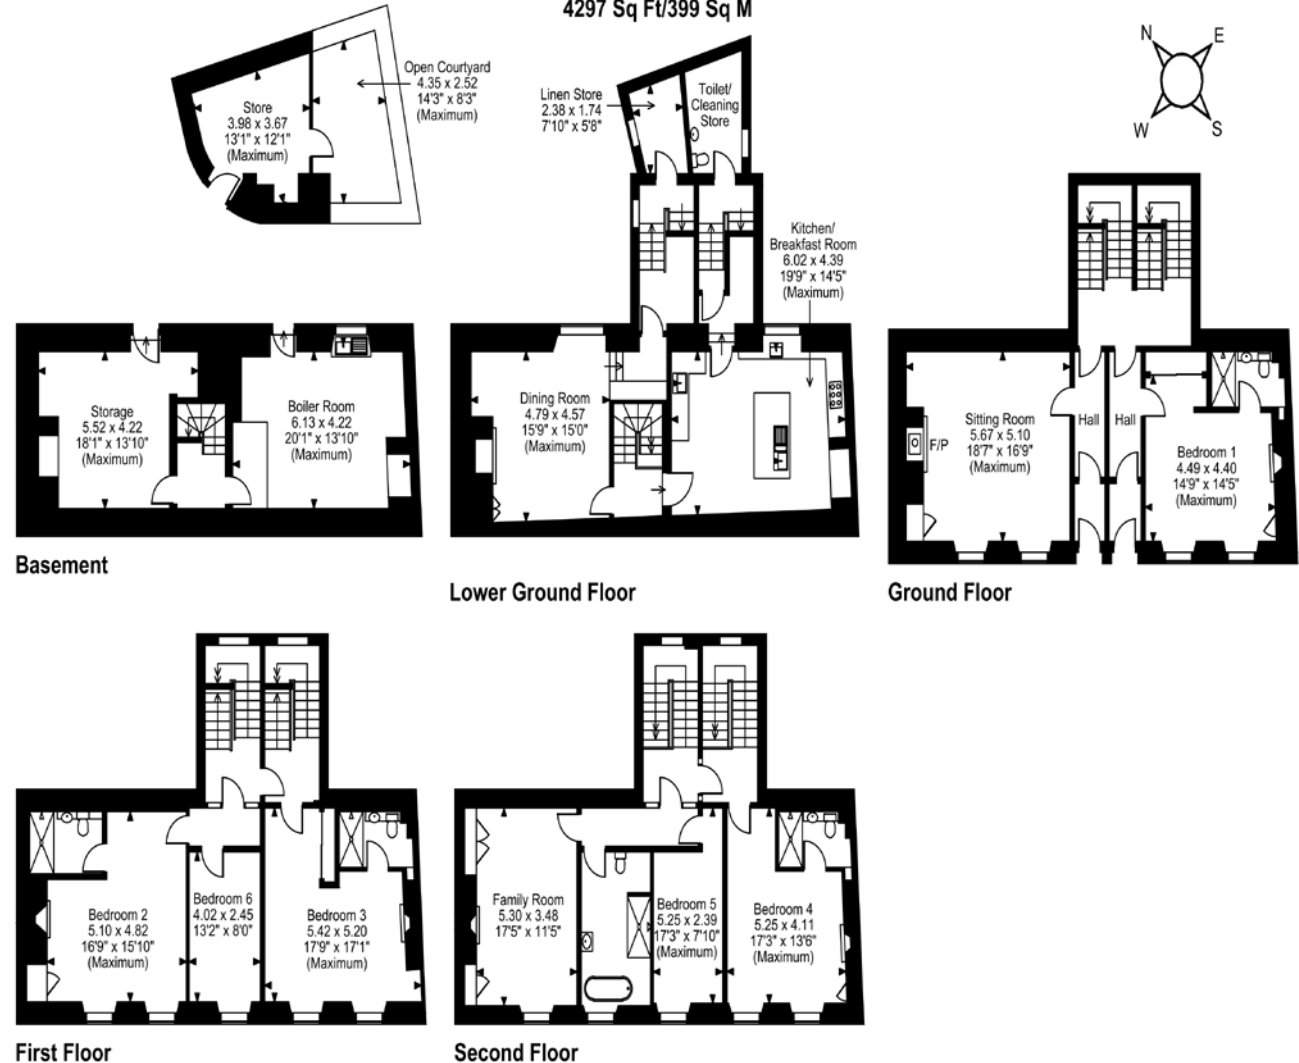 4297 Sq Ft/399 Sq M
Open Courtyard
4.35 x 2.52
14'3" x 8'3"
(Maximum)
Store
3.98 x 3.67
13'1" x 12'1"
(Maximum)
Linen Store
2.38 x 1.74
7'10" x 5'8"
Toilet/
Cleaning
Store
N
E
W
S
Kitchen/
Breakfast Room
6.02 x 4.39
19'9" x 14'5"
(Maximum)
Storage
5.52 x 4.22
18'1" x 13'10"
(Maximum)
Boiler Room
6.13 x 4.22
20'1" x 13'10"
(Maximum)
Dining Room
4.79 x 4.57
15'9" x 15'0"
(Maximum)
F/P
Sitting Room
5.67 x 5.10
18'7" x 16'9"
(Maximum)
Hall
Hall
Bedroom 1
4.49 x 4.40
14'9" x 14'5"
(Maximum)
Basement
Lower Ground Floor
Ground Floor
Bedroom 2
5.10 x 4.82
16'9" x 15'10"
(Maximum)
Bedroom 6
4.02 x 2.45
13'2" x 8'0"
Bedroom 3
5.42 x 5.20
17'9" x 17'1"
(Maximum)
Family Room
5.30 x 3.48
17'5" x 11'5"
Bedroom 5
5.25 x 2.39
17'3" x 7'10"
(Maximum)
Bedroom 4
5.25 x 4.11
17'3" x 13'6"
(Maximum)
First Floor
Second Floor